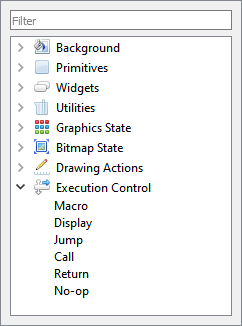 Filter
Background
Primitives
Widgets
Utilities
Graphics State
Bitmap State
Drawing Actions
Execution Control
Macro
Display
Jump
Call
Return
No-op